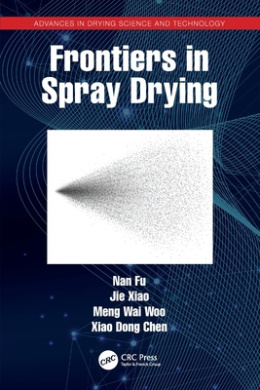 ADVANCES IN DRYING SCIENCE AND TECHNOLOGY
Frontiers in
Spray Drying
Nan Fu
Jie Xiao
Meng Wai Woo
Xiao Dong Chen
CRC
CRC Press
Taylor & Francis Group